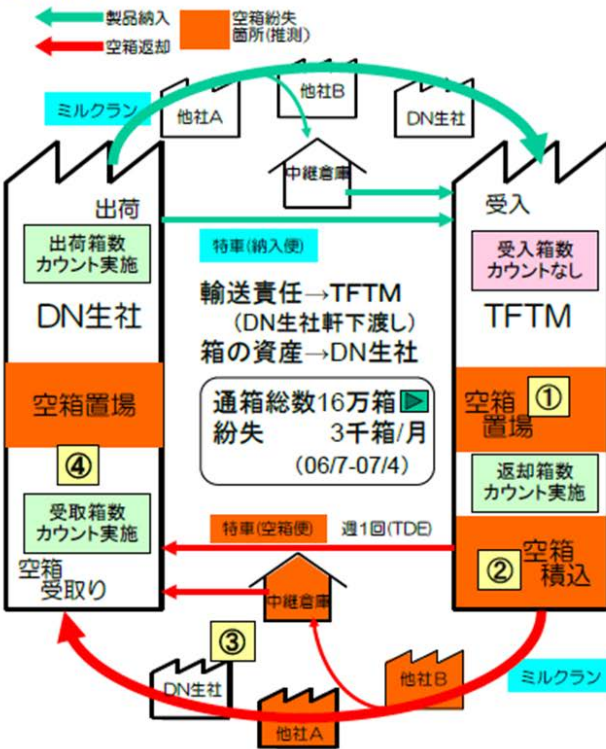 製品納入
空箱返却
空箱紛失
箇所(推測)
ミルクラン
他社A
他社B
DN生社
中継倉庫
出荷
受入
出荷箱数
カウント実施
特車(納入便)
受入箱数
カウントなし
DN生社
輸送責任→TFTM
(DN生社軒下渡し)
箱の資産→DN生社
TFTM
空箱置場
通箱総数16万箱
紛失 3千箱/月
(06/7-07/4)
空箱
置場
①
④
返却箱数
カウント実施
受取箱数
カウント実施
特車(空箱便) 週1回(TDE)
空箱
受取り
中継倉庫
②
空箱
積込
③
DN生社
他社A
他社B
ミルクラン